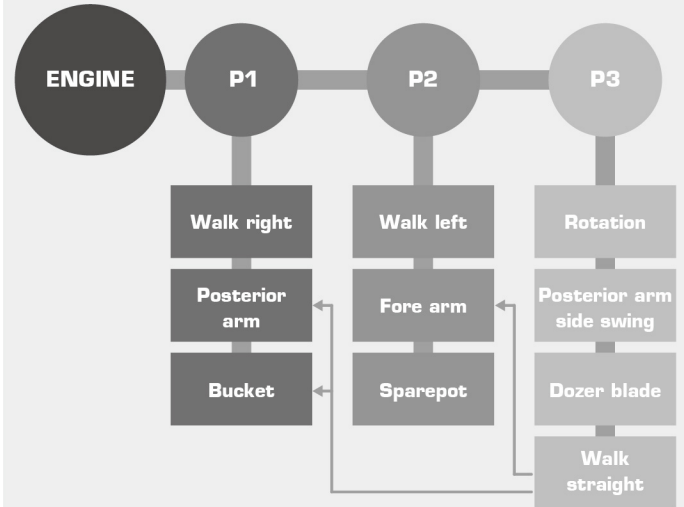 ENGINE
P1
P2
P3
Walk right
Walk left
Rotation
Posterior
arm
Fore arm
Posterior arm
side swing
Bucket
Sparepot
Dozer blade
Walk
straight